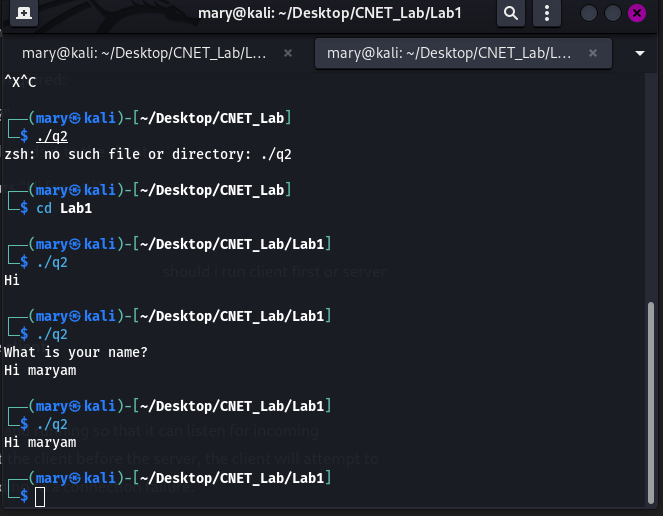 mary@kali: ~/Desktop/CNET_Lab/Lab1
mary@kali: ~/Desktop/CNET_Lab/L...
mary@kali: ~/Desktop/CNET_Lab/L...
^X^C
┌──(mary㉿kali)-[~/Desktop/CNET_Lab]
└─$ ./q2
zsh: no such file or directory: ./q2
┌──(mary㉿kali)-[~/Desktop/CNET_Lab]
└─$ cd Lab1
┌──(mary㉿kali)-[~/Desktop/CNET_Lab/Lab1]
└─$ ./q2
should i run client first or server
Hi
┌──(mary㉿kali)-[~/Desktop/CNET_Lab/Lab1]
└─$ ./q2
What is your name?
Hi maryam
┌──(mary㉿kali)-[~/Desktop/CNET_Lab/Lab1]
└─$ ./q2
so that it can listen for incoming
Hi maryam
the client before the server, the client will attempt to
┌──(mary㉿kali)-[~/Desktop/CNET_Lab/Lab1]
└─$